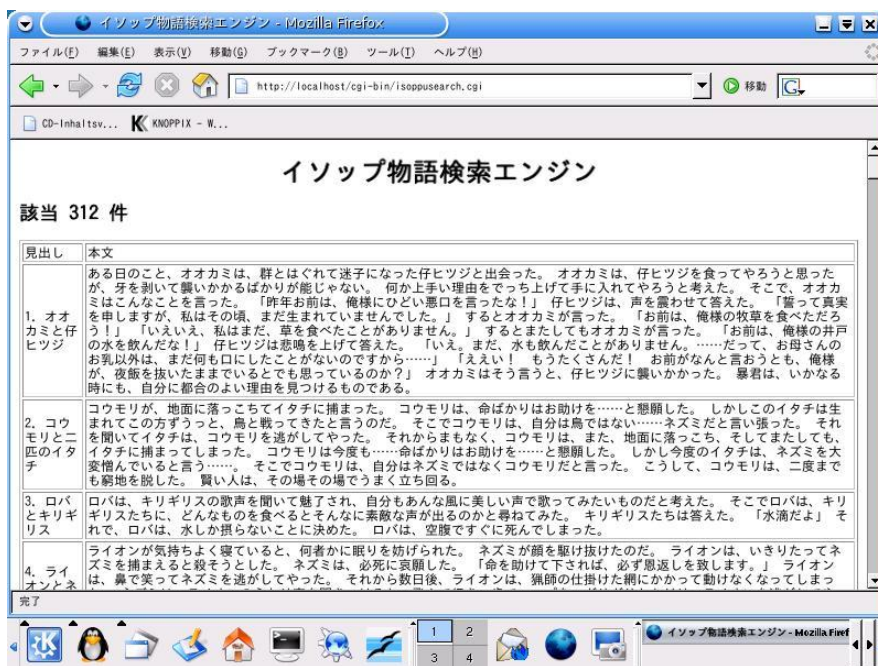 イソップ物語検索エンジン - Mozilla Firefox
ファイル(F) 編集(E) 表示(V) 移動(G) ブックマーク(B) ツール(T) ヘルプ(H)
http://localhost/cgi-bin/isoppusearch.cgi 移動
CD-Inhaltsv... KNOPPIX - W...
イソップ物語検索エンジン
該当 312 件
見出し 本文
1. オオカミと仔ヒツジ
ある日のこと、オオカミは、群とはぐれて迷子になった仔ヒツジと出会った。 オオカミは、仔ヒツジを食ってやろうと思った
が、牙を剥いて襲いかかるばかりが能じゃない。 何か上手い理由をでっち上げて手に入れてやろうと考えた。 そこで、オオカ
ミはこんなことを言った。 「昨年お前は、俺様にひどい悪口を言ったな!」 仔ヒツジは、声を震わせて答えた。 「誓って真実
を申しますが、私はその頃、まだ生まれていませんでした。」 するとオオカミが言った。 「お前は、俺様の牧草を食べただろ
う!」 「いえいえ、私はまだ、草を食べたことがありません。」 するとまたしてもオオカミが言った。 「お前は、俺様の井戸
の水を飲んだな!」 仔ヒツジは悲鳴を上げて答えた。 「いえ。まだ、水も飲んだことがありません。……だって、お母さんの
お乳以外は、まだ何も口にしたことがないのですから……」 「ええい! もうたくさんだ! お前がなんと言おうとも、俺様
が、夜飯を抜いたままでいるとでも思っているのか?」 オオカミはそう言うと、仔ヒツジに襲いかかった。 暴君は、いかなる
時にも、自分に都合のよい理由を見つけるものである。
2. コウモリと二匹のイタチ
コウモリが、地面に落っこちてイタチに捕まった。 コウモリは、命ばかりはお助けを……と懇願した。 しかしこのイタチは生
まれてこの方ずうっと、鳥と戦ってきたと言うのだ。 そこでコウモリは、自分は鳥ではない……ネズミだと言い張った。 それ
を聞いてイタチは、コウモリを逃がしてやった。 それからまもなく、コウモリは、また、地面に落っこち、そしてまたしても、
イタチに捕まってしまった。 コウモリは今度も……命ばかりはお助けを……と懇願した。 しかし今度のイタチは、ネズミを大
変憎んでいると言う……。 そこでコウモリは、自分はネズミではなくコウモリだと言った。 こうして、コウモリは、二度まで
も窮地を脱した。 賢い人は、その場その場でうまく立ち回る。
3. ロバとキリギリス
ロバは、キリギリスの歌声を聞いて魅了され、自分もあんな風に美しい声で歌ってみたいものだと考えた。 そこでロバは、キリ
ギリスたちに、どんなものを食べるとそんなに素敵な声が出るのかと尋ねてみた。 キリギリスたちは答えた。 「水滴だよ」 そ
れで、ロバは、水しか摂らないことに決めた。 ロバは、空腹ですぐに死んでしまった。
4. ライオンとネ
ライオンが気持ちよく寝ていると、何者かに眠りを妨げられた。 ネズミが顔を駆け抜けたのだ。 ライオンは、いきりたってネ
ズミを捕まえると殺そうとした。 ネズミは、必死に哀願した。 「命を助けて下されば、必ず恩返しを致します。」 ライオン
は、鼻で笑ってネズミを逃がしてやった。 それから数日後、ライオンは、猟師の仕掛けた網にかかって動けなくなってしまっ
完了
1 2
3 4
イソップ物語検索エンジン - Mozilla Firef